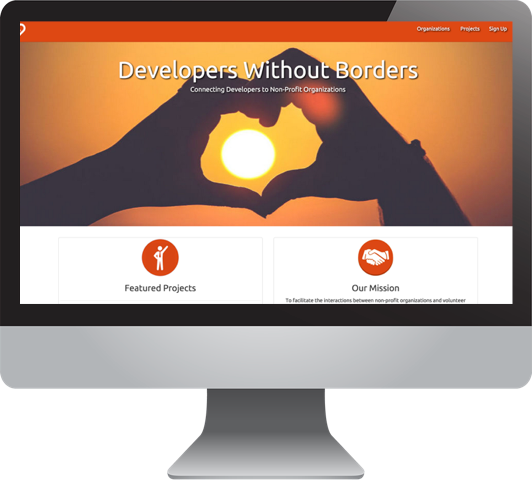 Organizations Projects Sign Up
Developers Without Borders
Connecting Developers to Non-Profit Organizations
Featured Projects
Our Mission
To facilitate the interactions between non-profit organizations and volunteer